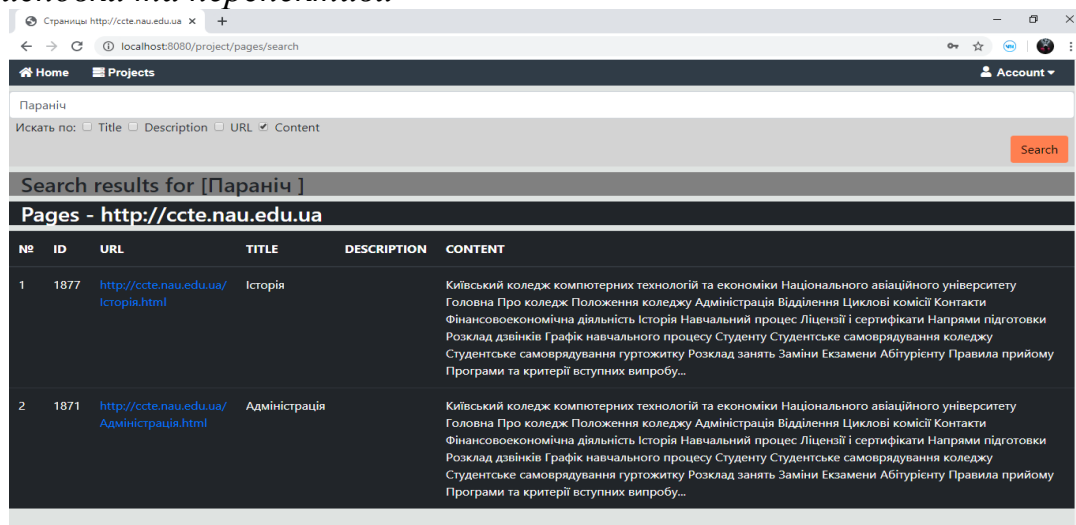 та перспектив
Страницы http://ccte.nau.edu.ua
localhost:8080/project/pages/search
Home Projects Account
Параніч
Искать по: Title Description URL Content
Search
Search results for [Параніч ]
Pages - http://ccte.nau.edu.ua
№ ID URL TITLE DESCRIPTION CONTENT
1 1877 http://ccte.nau.edu.ua/ Історія Київський коледж компютерних технологій та економіки Національного авіаційного університету
Історія.html Головна Про коледж Положення коледжу Адміністрація Відділення Циклові комісії Контакти
Фінансовоекономічна діяльність Історія Навчальний процес Ліцензії і сертифікати Напрями підготовки
Розклад дзвінків Графік навчального процесу Студенту Студентське самоврядування коледжу
Студентське самоврядування гуртожитку Розклад занять Заміни Екзамени Абітурієнту Правила прийому
Програми та критерії вступних випробу...
2 1871 http://ccte.nau.edu.ua/ Адміністрація Київський коледж компютерних технологій та економіки Національного авіаційного університету
Адміністрація.html Головна Про коледж Положення коледжу Адміністрація Відділення Циклові комісії Контакти
Фінансовоекономічна діяльність Історія Навчальний процес Ліцензії і сертифікати Напрями підготовки
Розклад дзвінків Графік навчального процесу Студенту Студентське самоврядування коледжу
Студентське самоврядування гуртожитку Розклад занять Заміни Екзамени Абітурієнту Правила прийому
Програми та критерії вступних випробу...